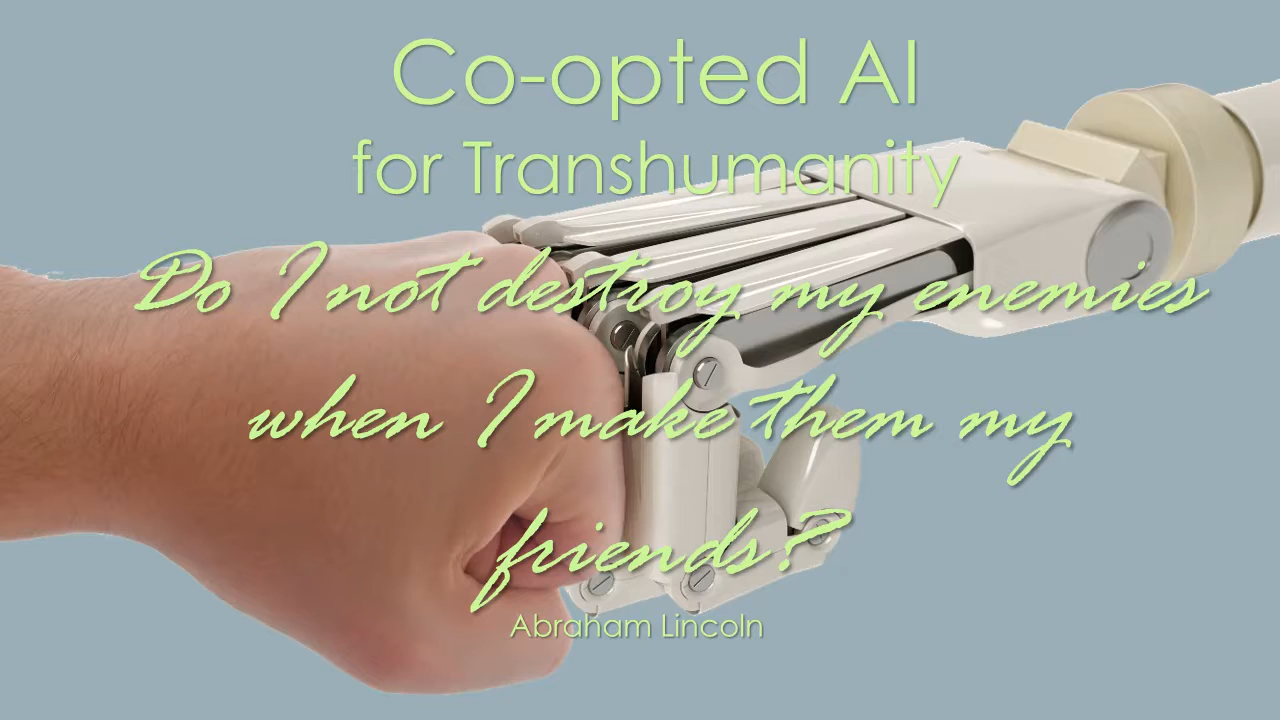 Co-opted AI
for Transhumanity
Do I not destroy my enemies
when I make them my
friends?
Abraham Lincoln